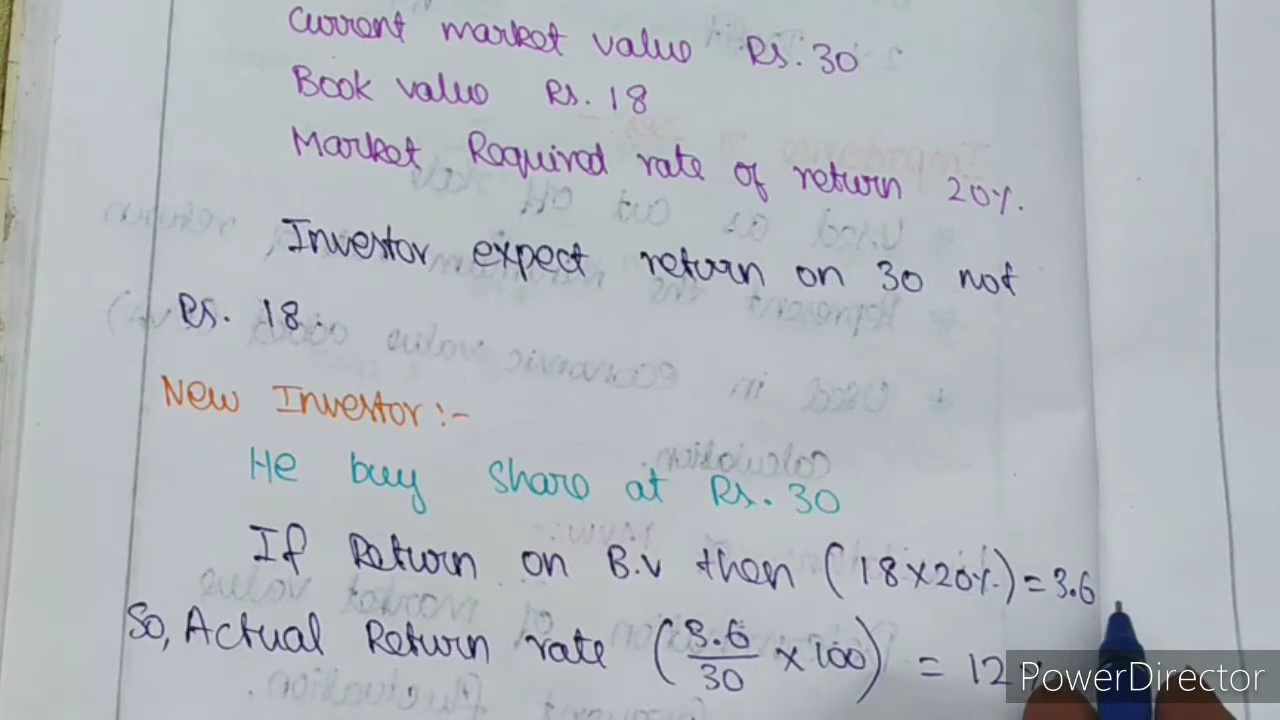 Current market value Rs. 30
Book value Rs. 18
Market Required rate of return 20%.
Investor expect return on 30 not
Rs. 18.
New Investor :-
He buy share at Rs. 30
If Return on B.V then (18×20%) = 3.6
So, Actual Return rate (3.6/30 × 100) = 12
PowerDirector